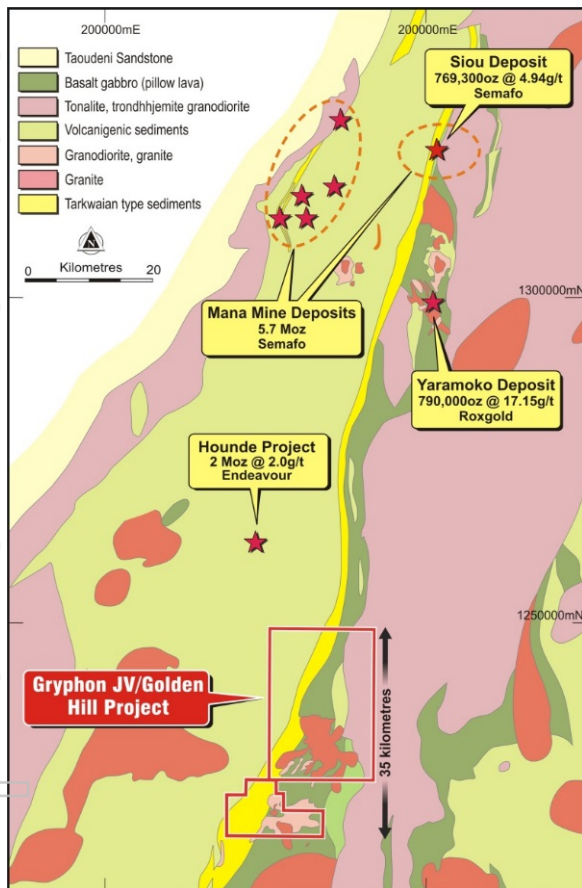 200000mE
200000mE
Taoudeni Sandstone
Basalt gabbro (pillow lava)
Tonalite, trondhhjemite granodiorite
Volcanigenic sediments
Granodiorite, granite
Granite
Tarkwaian type sediments
N
Kilometres
0 20
Siou Deposit
769,300oz @ 4.94g/t
Semafo
1300000mN
Mana Mine Deposits
5.7 Moz
Semafo
Yaramoko Deposit
790,000oz @ 17.15g/t
Roxgold
Hounde Project
2 Moz @ 2.0g/t
Endeavour
1250000mN
Gryphon JV/Golden
Hill Project
35 kilometres